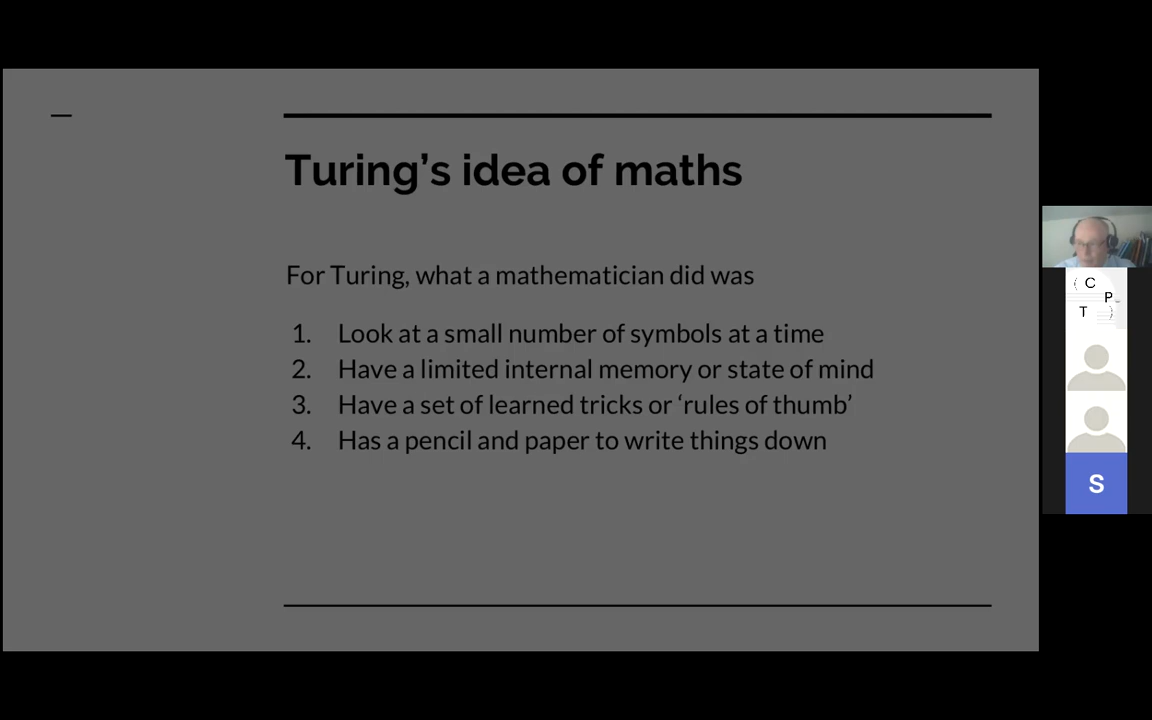 Turing’s idea of maths
For Turing, what a mathematician did was
1. Look at a small number of symbols at a time
2. Have a limited internal memory or state of mind
3. Have a set of learned tricks or ‘rules of thumb’
4. Has a pencil and paper to write things down
C
P
T
S